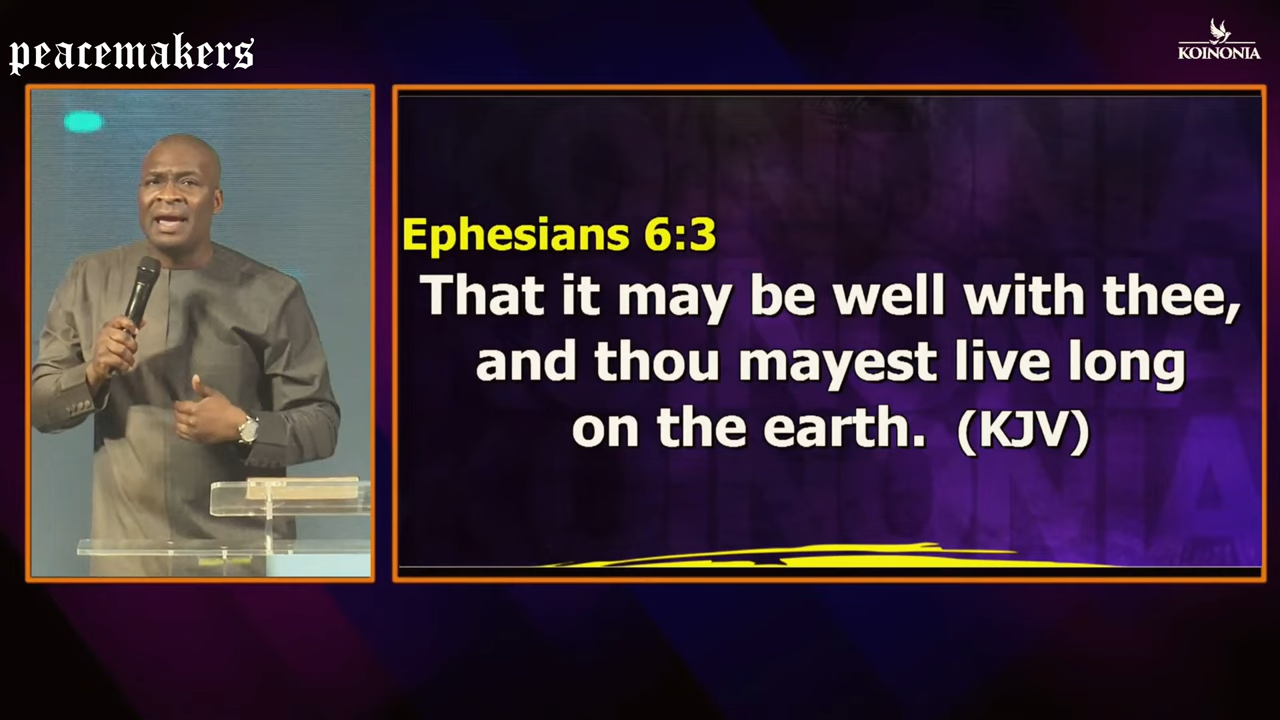 peacemakers
KOINONIA
Ephesians 6:3
That it may be well with thee,
and thou mayest live long
on the earth. (KJV)